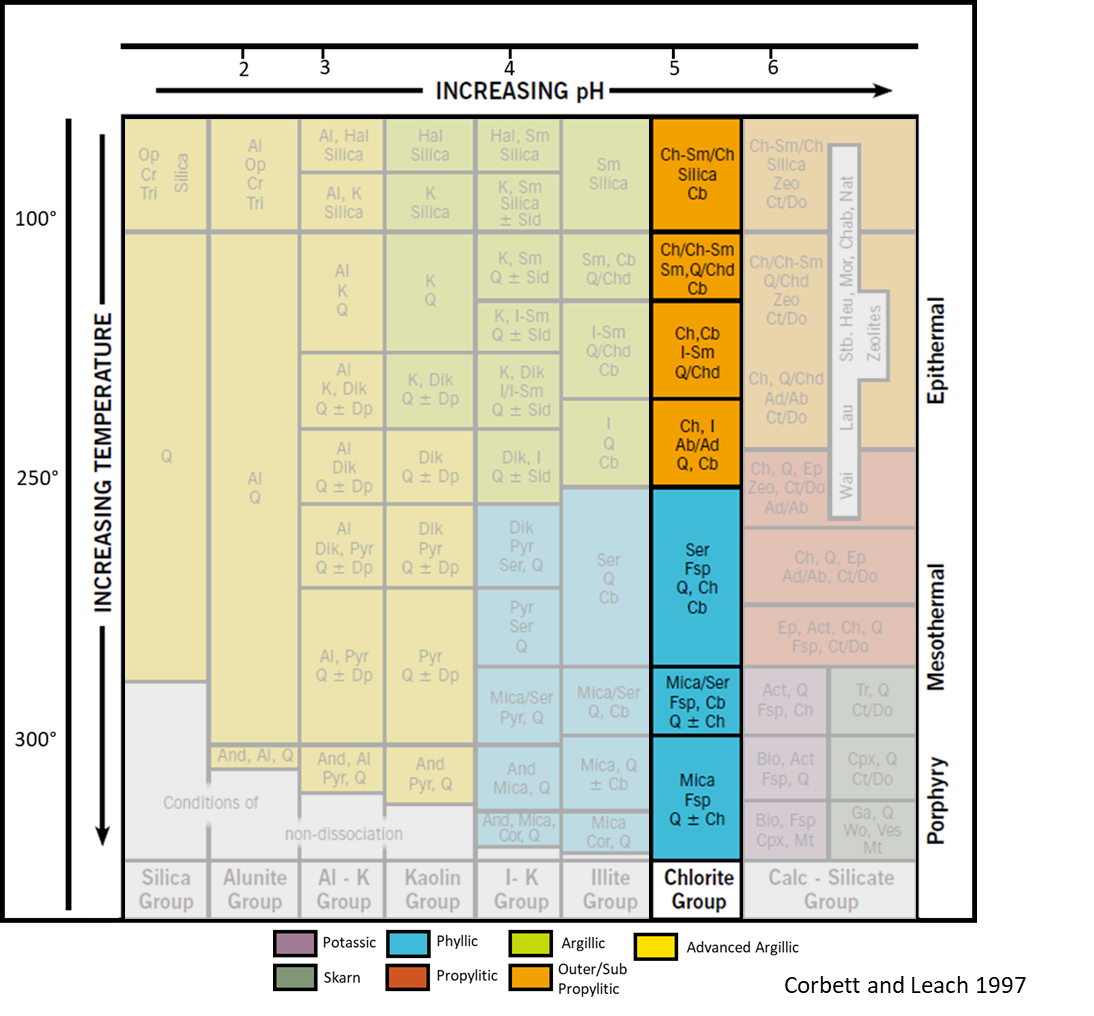 2 3 4 5 6
INCREASING pH
INCREASING TEMPERATURE
100°
250°
300°
Op
Cr
Tri
Silica
Q
Conditions of
non-dissociation
Silica
Group
Al
Op
Cr
Tri
Al
Q
And, Al, Q
Alunite
Group
Al, Hal
Silica
Al, K
Silica
Al
K
Q
Al
K, Dik
Q ± Dp
Al
Dik
Q ± Dp
Al
Dik, Pyr
Q ± Dp
Al, Pyr
Q ± Dp
And, Al
Pyr, Q
Al - K
Group
Hal
Silica
K
Silica
K
Q
K, Dik
Q ± Dp
Dik
Q ± Dp
Dik
Pyr
Q ± Dp
Pyr
Q ± Dp
And
Pyr, Q
Kaolin
Group
Hal, Sm
Silica
K, Sm
Silica
± Sid
K, Sm
Q ± Sid
K, I-Sm
Q ± Sid
K, Dik
I/I-Sm
Q ± Sid
Dik, I
Q ± Sid
Dik
Pyr
Ser, Q
Pyr
Ser
Q
Mica/Ser
Pyr, Q
And
Mica, Q
And, Mica,
Cor, Q
I- K
Group
Sm
Silica
Sm, Cb
Q/Chd
I-Sm
Q/Chd
Cb
I
Q
Cb
Ser
Q
Cb
Mica/Ser
Q, Cb
Mica, Q
± Cb
Mica
Cor, Q
Illite
Group
Ch-Sm/Ch
Silica
Cb
Ch/Ch-Sm
Sm,Q/Chd
Cb
Ch,Cb
I-Sm
Q/Chd
Ch, I
Ab/Ad
Q, Cb
Ser
Fsp
Q, Ch
Cb
Mica/Ser
Fsp, Cb
Q ± Ch
Mica
Fsp
Q ± Ch
Chlorite
Group
Ch-Sm/Ch
Silica
Zeo
Ct/Do
Ch/Ch-Sm
Q/Chd
Zeo
Ct/Do
Ch, Q/Chd
Ad/Ab
Ct/Do
Ch, Q, Ep
Zeo, Ct/Do
Ad/Ab
Stb. Heu, Mor, Chab, Nat
Lau
Wai
Zeolites
Ch, Q, Ep
Ad/Ab, Ct/Do
Ep, Act, Ch, Q
Fsp, Ct/Do
Act, Q
Fsp, Ch
Tr, Q
Ct/Do
Bio, Act
Fsp, Q
Cpx, Q
Ct/Do
Bio, Fsp
Cpx, Mt
Ga, Q
Wo, Ves
Mt
Calc - Silicate
Group
Epithermal
Mesothermal
Porphyry
Potassic
Phyllic
Argillic
Advanced Argillic
Skarn
Propylitic
Outer/Sub
Propylitic
Corbett and Leach 1997